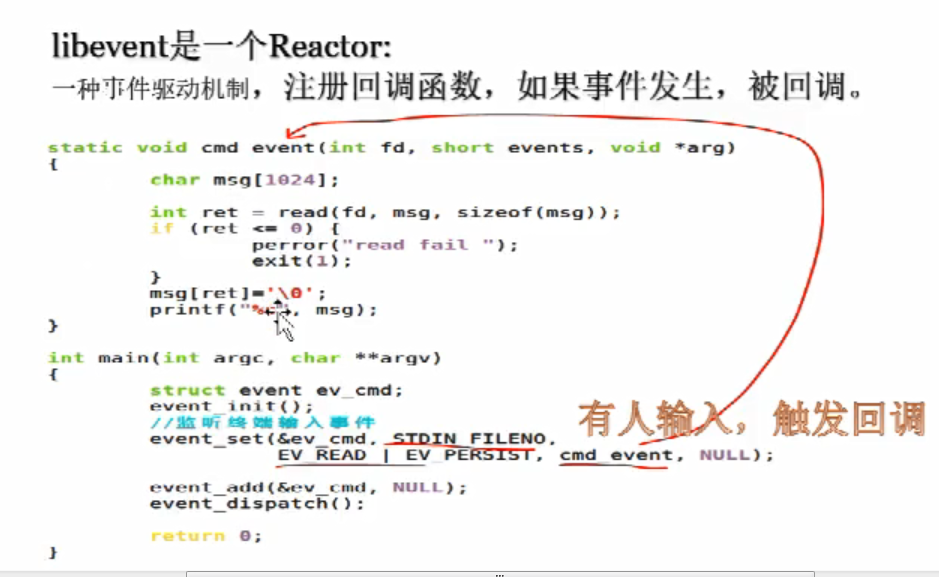 libevent是一个Reactor:
一种事件驱动机制，注册回调函数，如果事件发生，被回调。
static void cmd_event(int fd, short events, void *arg)
{
char msg[1024];
int ret = read(fd, msg, sizeof(msg));
if (ret <= 0) {
perror("read fail ");
exit(1);
}
msg[ret]='\0';
printf(" , msg);
}
int main(int argc, char **argv)
{
struct event ev_cmd;
event_init();
//监听终端输入事件
event_set(&ev_cmd, STDIN_FILENO,
EV_READ | EV_PERSIST, cmd_event, NULL);
有人输入，触发回调
event_add(&ev_cmd, NULL);
event_dispatch();
return 0;
}